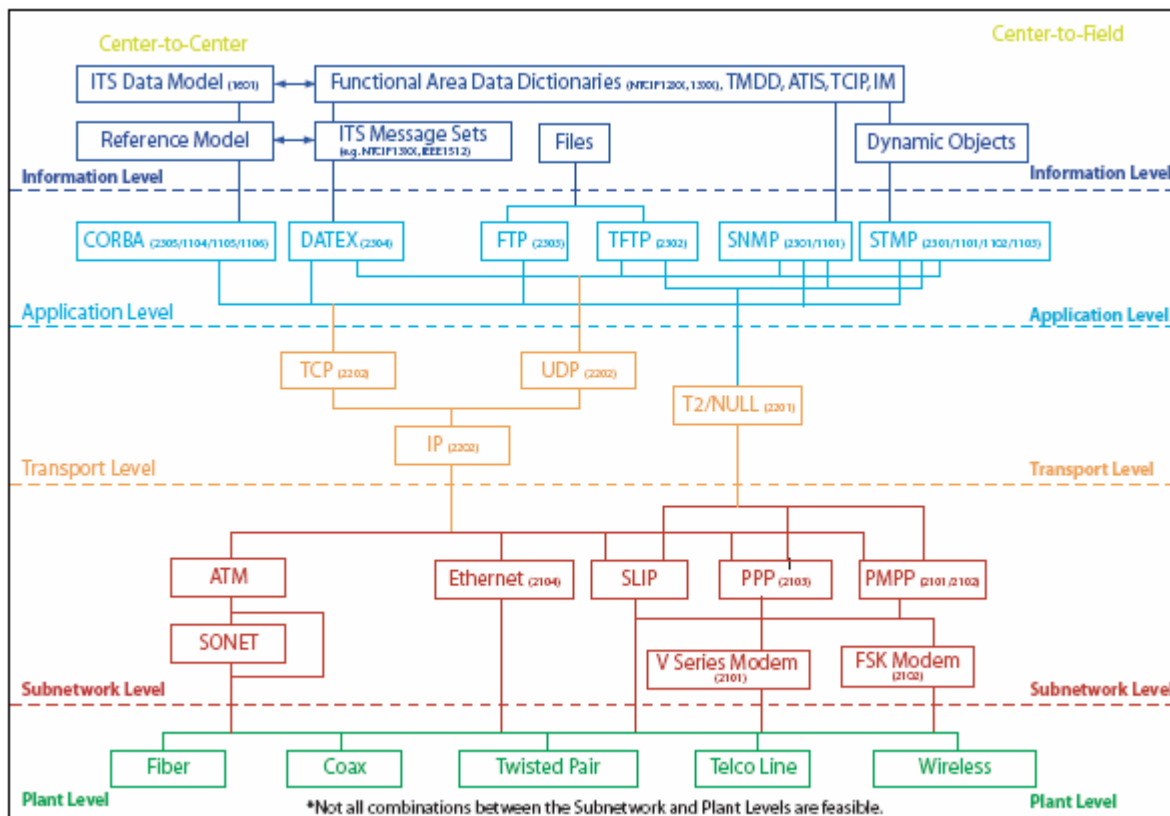 Center-to-Center
Center-to-Field
ITS Data Model (1601)
Functional Area Data Dictionaries (NTCIP12XX, 13XX), TMDD, ATIS, TCIP, IM
Reference Model
ITS Message Sets
(e.g. NTCIP13XX, IEEE1512)
Files
Dynamic Objects
Information Level
Information Level
CORBA (2305/1104/1105/1106)
DATEX (2304)
FTP (2303)
TFTP (2302)
SNMP (2301/1101)
STMP (2301/1101/1102/1103)
Application Level
Application Level
TCP (2202)
UDP (2202)
T2/NULL (2201)
IP (2202)
Transport Level
Transport Level
ATM
Ethernet (2104)
SLIP
PPP (2103)
PMPP (2101/2102)
SONET
V Series Modem
(2101)
FSK Modem
(2102)
Subnetwork Level
Subnetwork Level
Fiber
Coax
Twisted Pair
Telco Line
Wireless
Plant Level
*Not all combinations between the Subnetwork and Plant Levels are feasible.
Plant Level